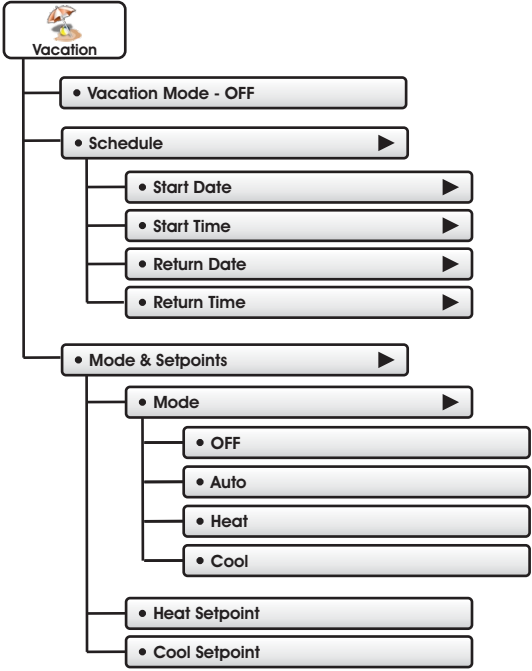 Vacation
• Vacation Mode - OFF
• Schedule
• Start Date
• Start Time
• Return Date
• Return Time
• Mode & Setpoints
• Mode
• OFF
• Auto
• Heat
• Cool
• Heat Setpoint
• Cool Setpoint